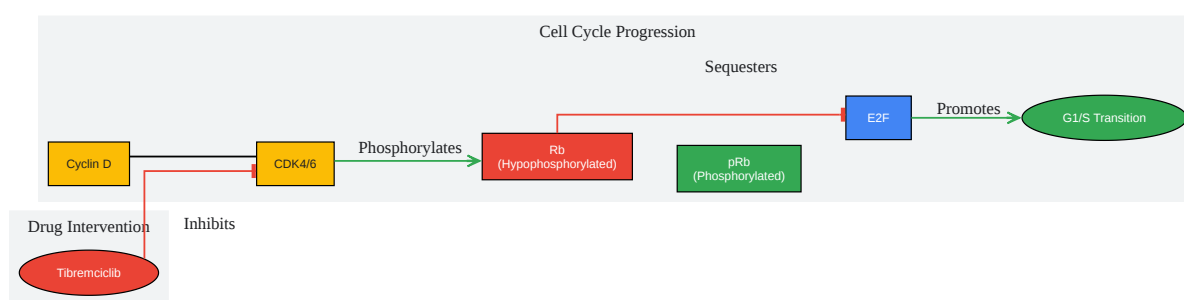 Cell Cycle Progression
Sequesters
E2F
Promotes
G1/S Transition
Cyclin D
CDK4/6
Phosphorylates
Rb
(Hypophosphorylated)
pRb
(Phosphorylated)
Drug Intervention
Inhibits
Tibremciclib